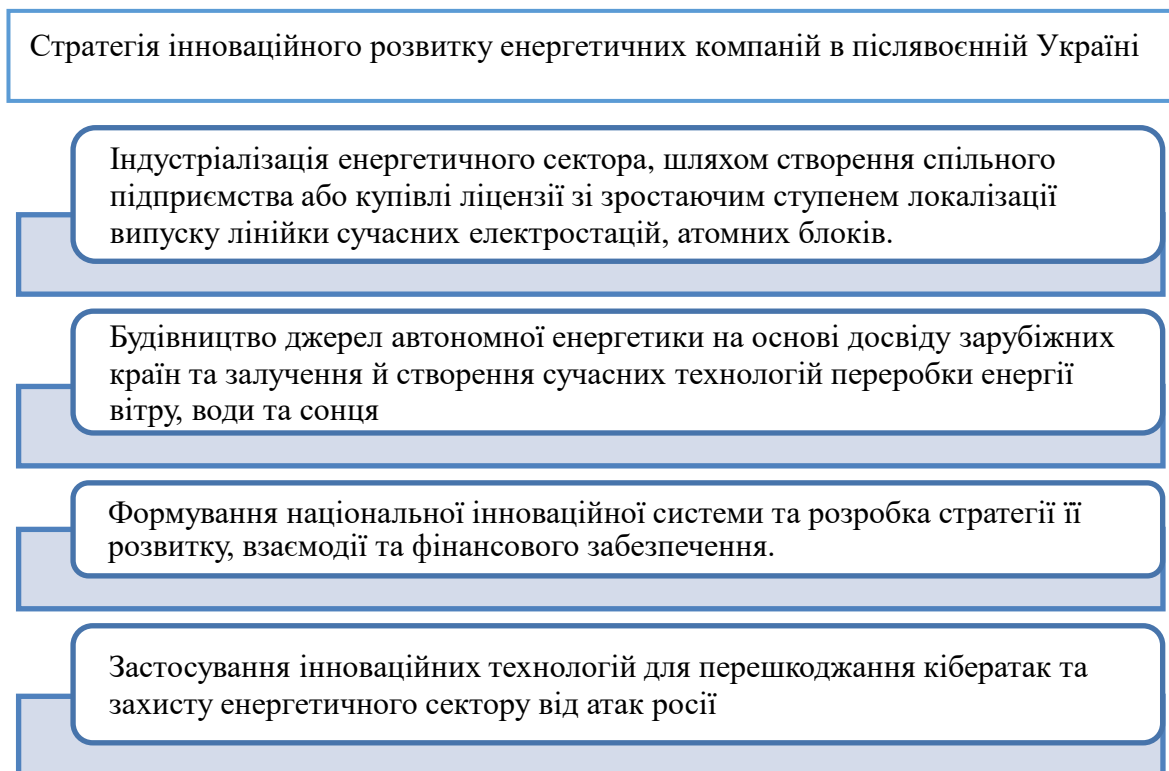 Стратегія інноваційного розвитку енергетичних компаній в післявоєнній Україні
Індустріалізація енергетичного сектора, шляхом створення спільного
підприємства або купівлі ліцензії зі зростаючим ступенем локалізації
випуску лінійки сучасних електростацій, атомних блоків.
Будівництво джерел автономної енергетики на основі досвіду зарубіжних
країн та залучення й створення сучасних технологій переробки енергії
вітру, води та сонця
Формування національної інноваційної системи та розробка стратегії її
розвитку, взаємодії та фінансового забезпечення.
Застосування інноваційних технологій для перешкоджання кібератак та
захисту енергетичного сектору від атак росії